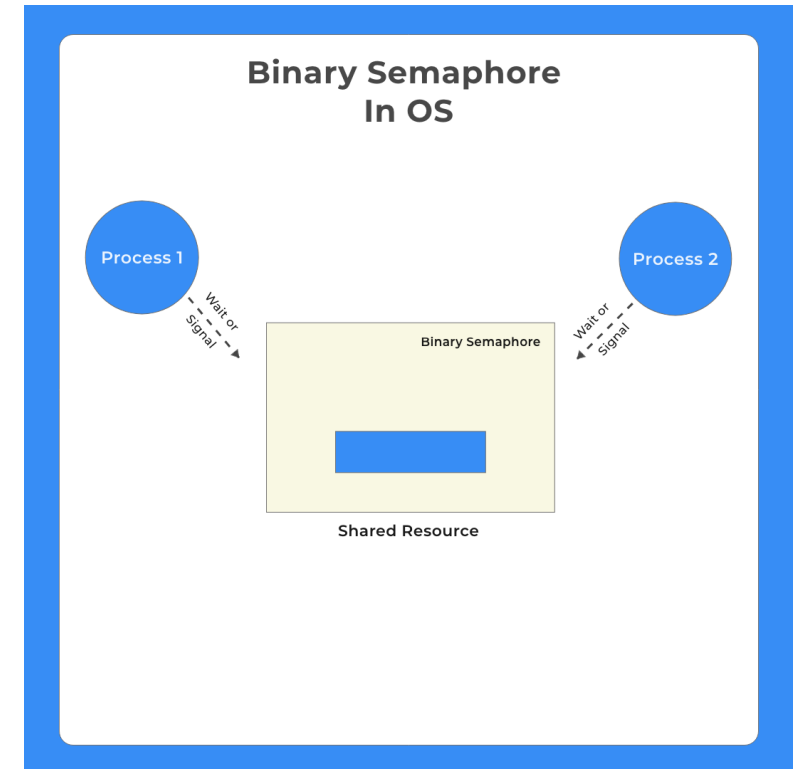 Binary Semaphore
In OS
Process 1
Process 2
Wait or
Signal
Wait or
Signal
Binary Semaphore
Shared Resource